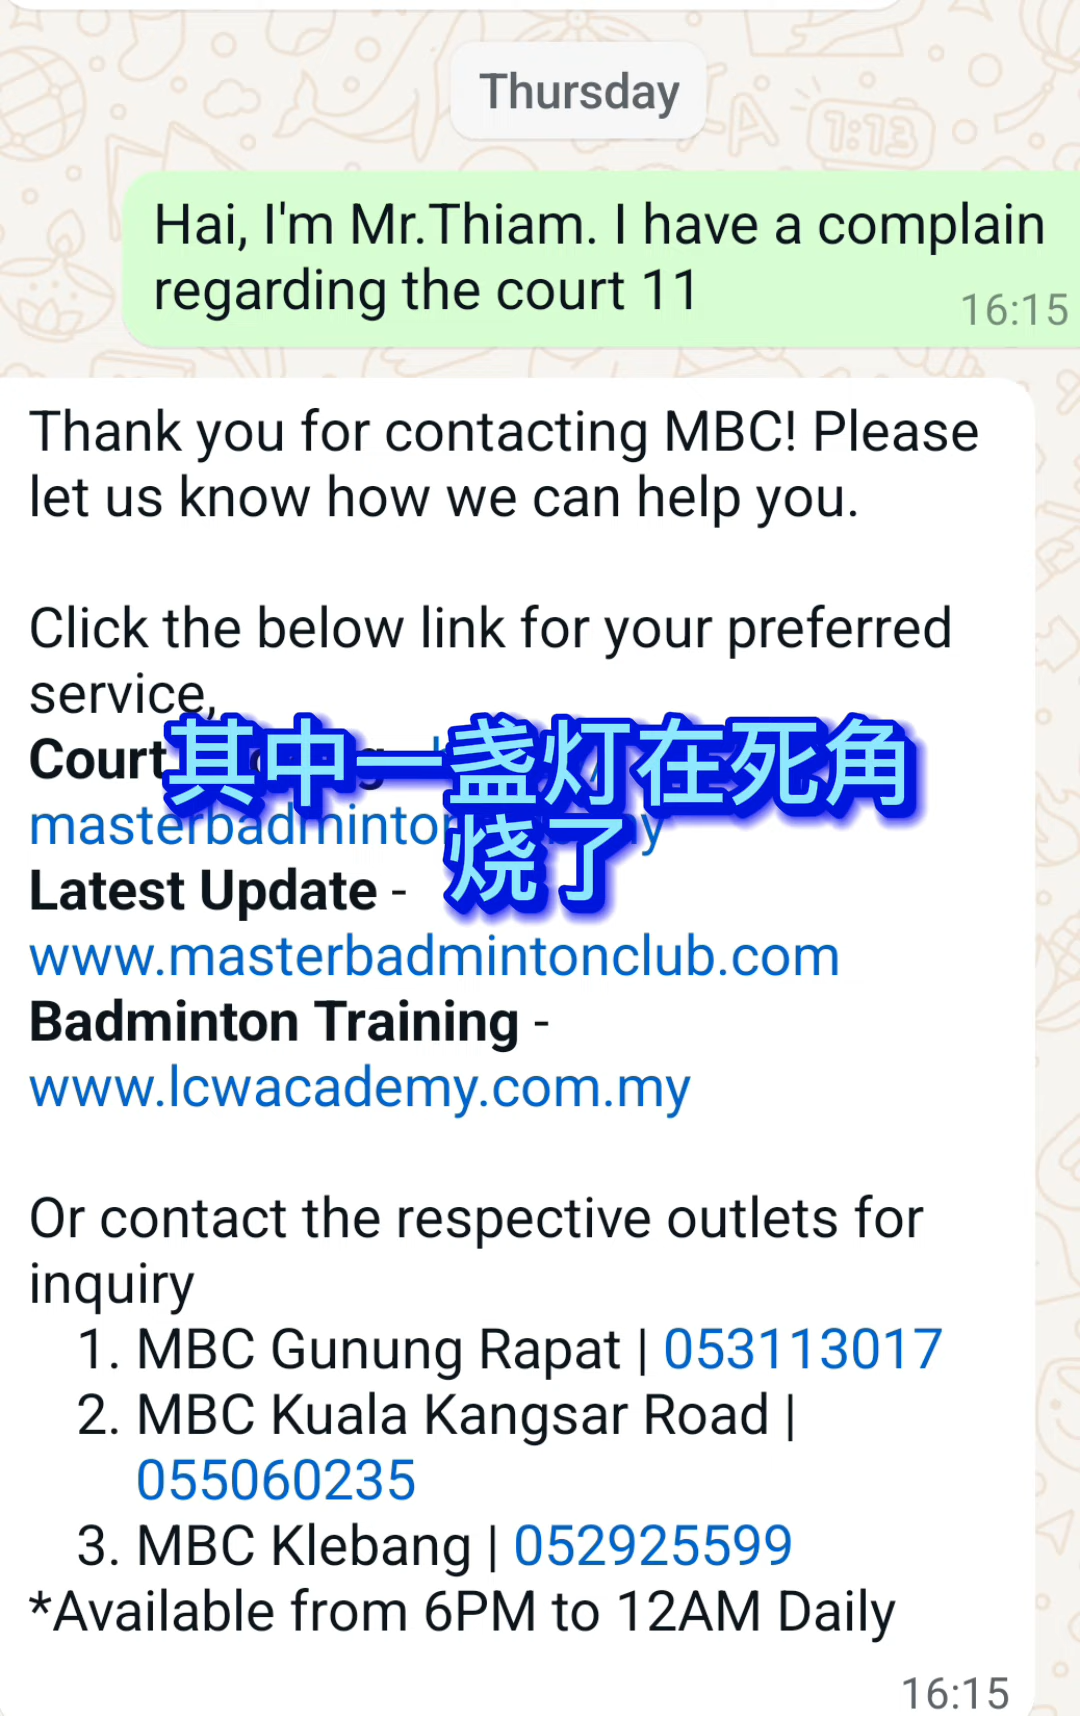 Thursday
Hai, I'm Mr.Thiam. I have a complain
regarding the court 11
16:15
Thank you for contacting MBC! Please
let us know how we can help you.
Click the below link for your preferred
service,
Court
其中一盏灯在死角
烧了
Latest Update -
www.masterbadmintonclub.com
Badminton Training -
www.lcwacademy.com.my
Or contact the respective outlets for
inquiry
1. MBC Gunung Rapat | 053113017
2. MBC Kuala Kangsar Road |
055060235
3. MBC Klebang | 052925599
*Available from 6PM to 12AM Daily
16:15